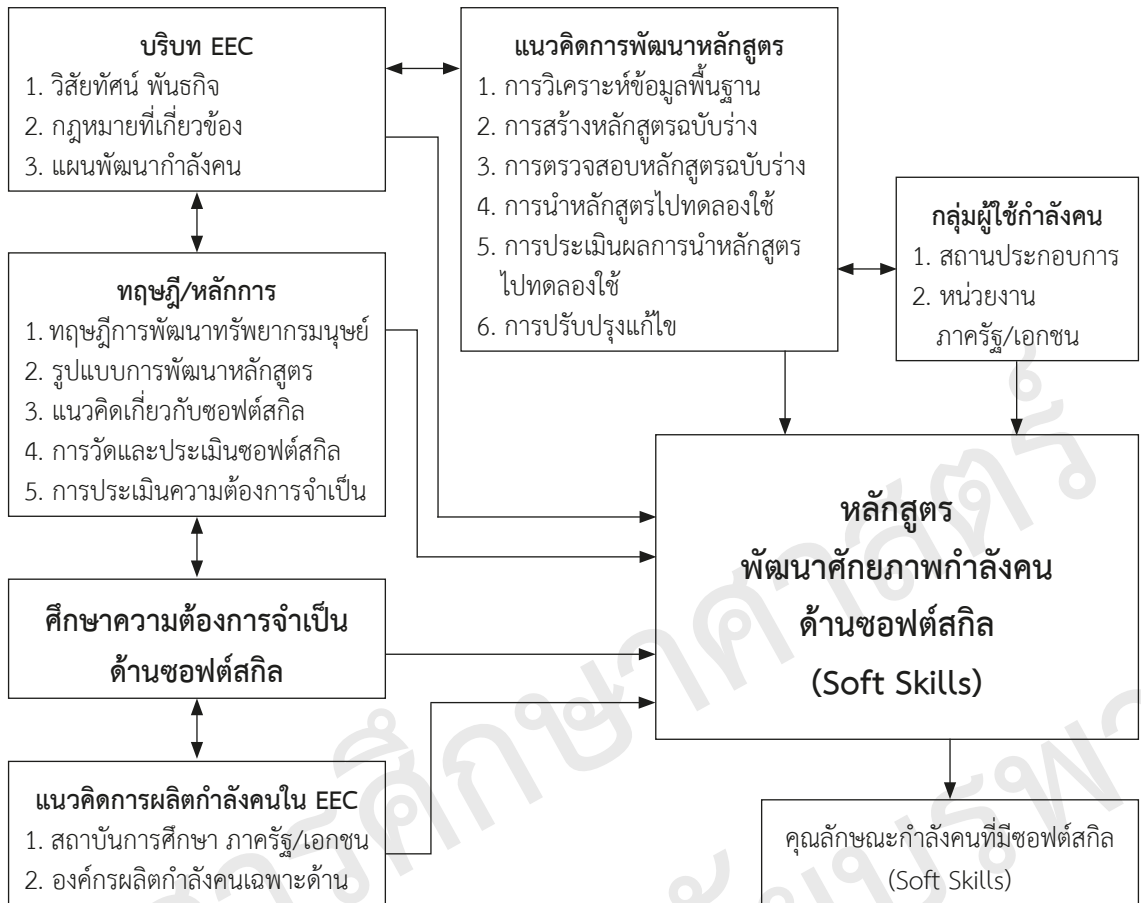 บริบท EEC
1. วิสัยทัศน์ พันธกิจ
2. กฎหมายที่เกี่ยวข้อง
3. แผนพัฒนากำลังคน
แนวคิดการพัฒนาหลักสูตร
1. การวิเคราะห์ข้อมูลพื้นฐาน
2. การสร้างหลักสูตรฉบับร่าง
3. การตรวจสอบหลักสูตรฉบับร่าง
4. การนำหลักสูตรไปทดลองใช้
5. การประเมินผลการนำหลักสูตร
ไปทดลองใช้
6. การปรับปรุงแก้ไข
กลุ่มผู้ใช้กำลังคน
1. สถานประกอบการ
2. หน่วยงาน
ภาครัฐ/เอกชน
ทฤษฎี/หลักการ
1. ทฤษฎีการพัฒนาทรัพยากรมนุษย์
2. รูปแบบการพัฒนาหลักสูตร
3. แนวคิดเกี่ยวกับซอฟต์สกิล
4. การวัดและประเมินซอฟต์สกิล
5. การประเมินความต้องการจำเป็น
ศึกษาความต้องการจำเป็น
ด้านซอฟต์สกิล
หลักสูตร
พัฒนาศักยภาพกำลังคน
ด้านซอฟต์สกิล
(Soft Skills)
แนวคิดการผลิตกำลังคนใน EEC
1. สถาบันการศึกษา ภาครัฐ/เอกชน
2. องค์กรผลิตกำลังคนเฉพาะด้าน
คุณลักษณะกำลังคนที่มีซอฟต์สกิล
(Soft Skills)
ารศึกษาศาสตร์